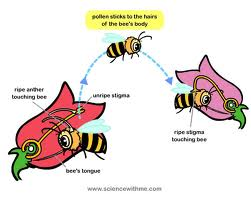 pollen sticks to the hairs
of the bee's body
ripe anther
touching bee
unripe stigma
ripe stigma
touching bee
bee's tongue
www.sciencewithme.com